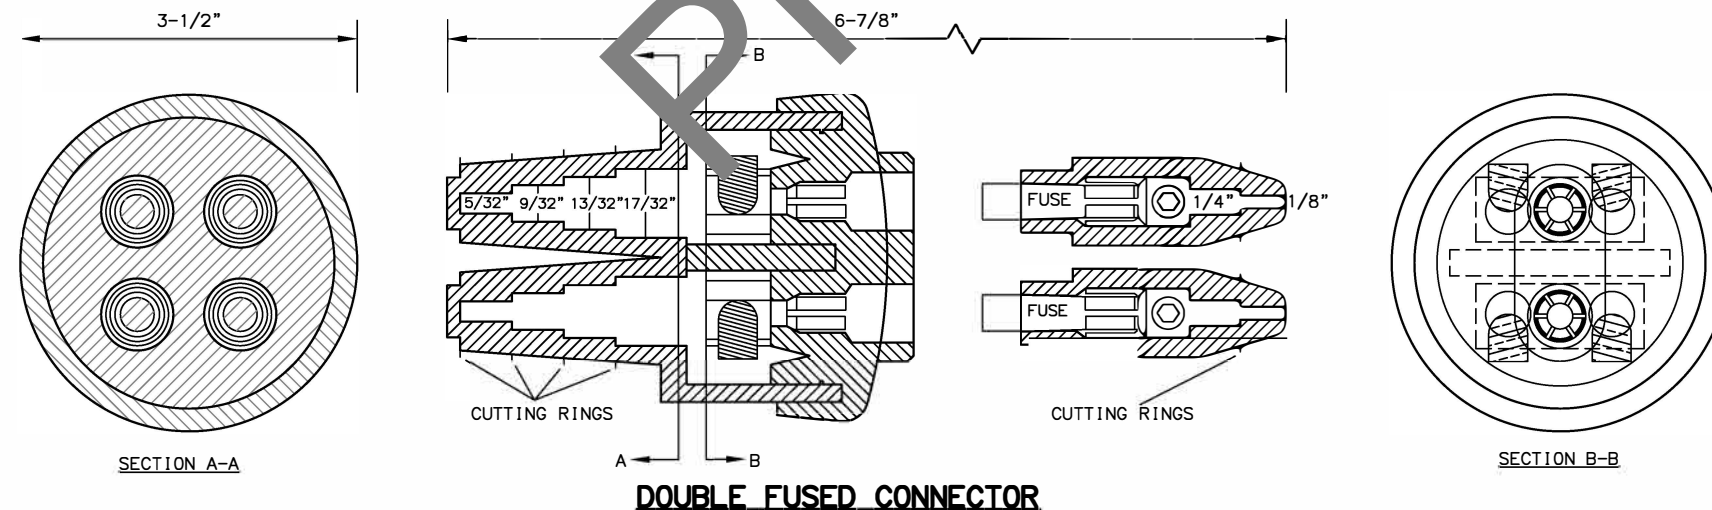 3-1/2"
6-7/8"
B
5/32" 9/32" 13/32" 17/32"
FUSE
1/4"
1/8"
FUSE
CUTTING RINGS
CUTTING RINGS
A
B
SECTION A-A
SECTION B-B
DOUBLE FUSED CONNECTOR